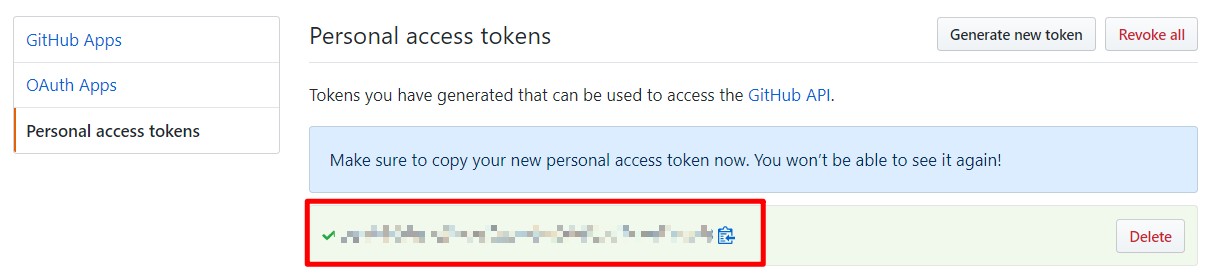 GitHub Apps
OAuth Apps
Personal access tokens
Personal access tokens
Generate new token
Revoke all
Tokens you have generated that can be used to access the GitHub API.
Make sure to copy your new personal access token now. You won’t be able to see it again!
Delete